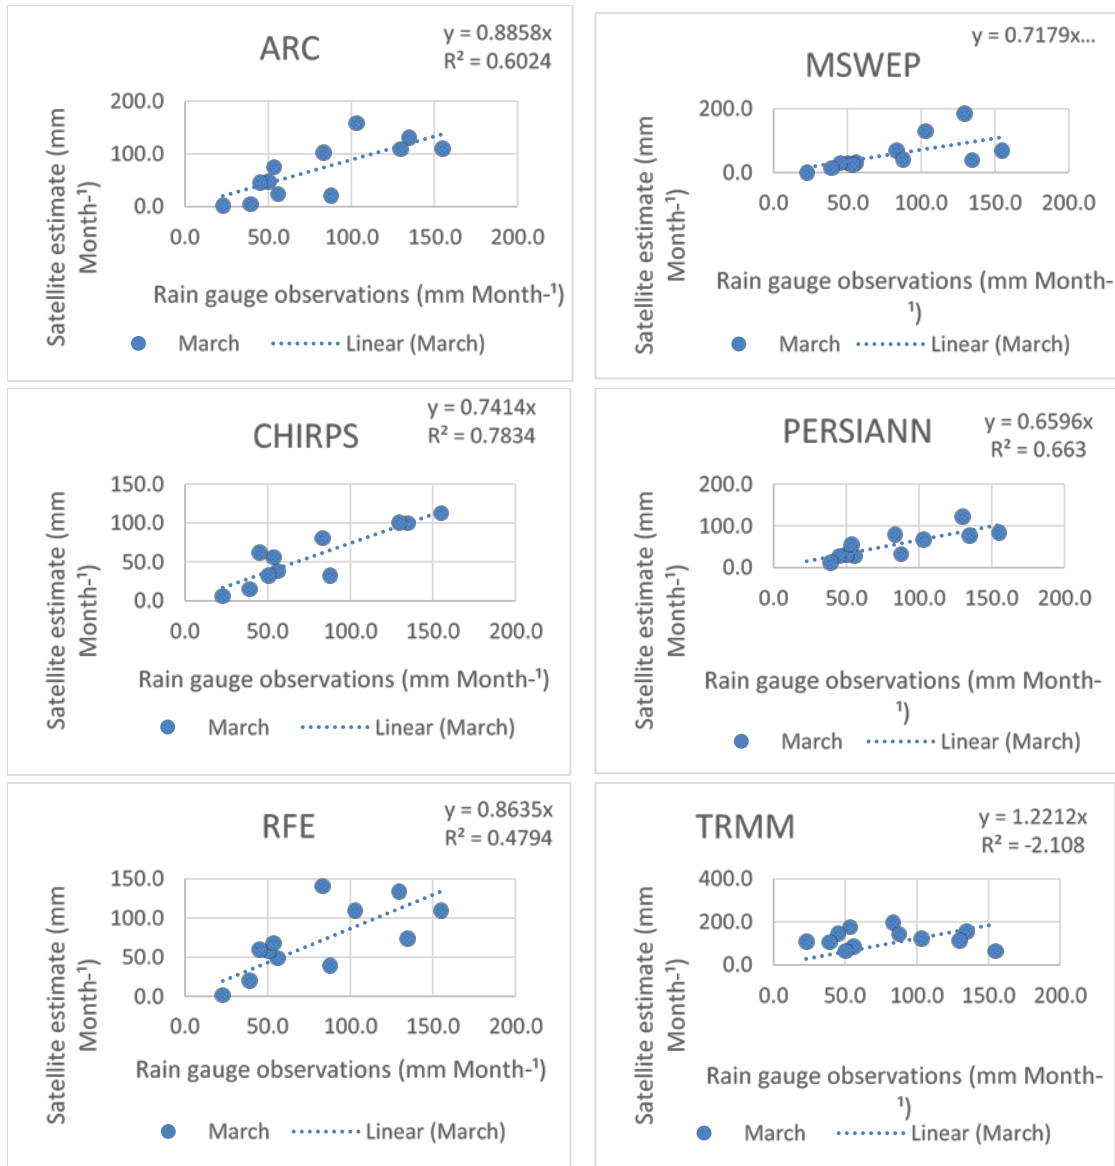 ARC
y = 0.8858x
R² = 0.6024
Satellite estimate (mm
Month-¹)
200.0
100.0
0.0
0.0 50.0 100.0 150.0 200.0
Rain gauge observations (mm Month-¹)
March Linear (March)
MSWEP
y = 0.7179x...
Satellite estimate (mm
Month-¹)
200.0
0.0
0.0 50.0 100.0 150.0 200.0
Rain gauge observations (mm Month-
¹)
March Linear (March)
CHIRPS
y = 0.7414x
R² = 0.7834
Satellite estimate (mm
Month-¹)
150.0
100.0
50.0
0.0
0.0 50.0 100.0 150.0 200.0
Rain gauge observations (mm Month-¹)
March Linear (March)
PERSIANN
y = 0.6596x
R² = 0.663
Satellite estimate (mm
Month-¹)
200.0
100.0
0.0
0.0 50.0 100.0 150.0 200.0
Rain gauge observations (mm Month-
¹)
March Linear (March)
RFE
y = 0.8635x
R² = 0.4794
Satellite estimate (mm
Month-¹)
150.0
100.0
50.0
0.0
0.0 50.0 100.0 150.0 200.0
Rain gauge observations (mm Month-¹)
March Linear (March)
TRMM
y = 1.2212x
R² = -2.108
Satellite estimate (mm
Month-¹)
400.0
200.0
0.0
0.0 50.0 100.0 150.0 200.0
Rain gauge observations (mm Month-
¹)
March Linear (March)